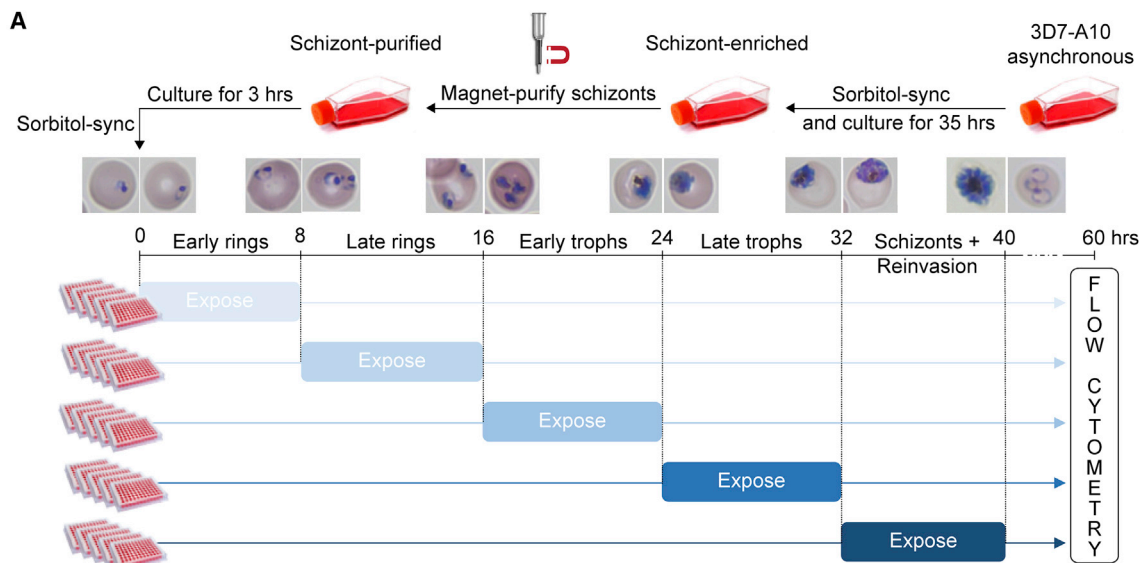 A
Schizont-purified
Schizont-enriched
3D7-A10
asynchronous
Culture for 3 hrs
Magnet-purify schizonts
Sorbitol-sync
and culture for 35 hrs
Sorbitol-sync
0
8
16
24
32
40
60 hrs
Early rings
Late rings
Early trophs
Late trophs
Schizonts +
Reinvasion
Expose
Expose
Expose
Expose
Expose
FLOW CYTOMETRY